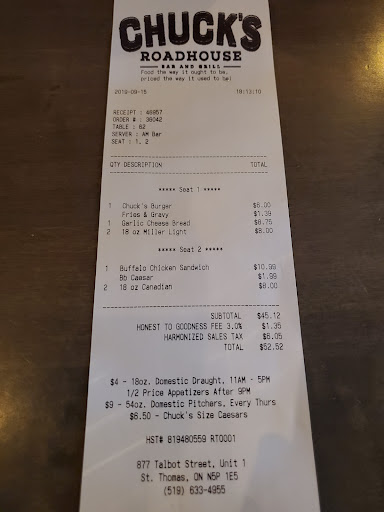 CHUCK'S
ROADHOUSE
BAR AND GRILL
Food the way it ought to be,
priced the way it used to be!
2018-09-15 18:13:10
RECEIPT : 46857
ORDER # : 36042
TABLE : 62
SERVER : AM Bar
SEAT : 1, 2
QTY DESCRIPTION TOTAL
***** Seat 1 *****
1 Chuck's Burger $6.00
Fries & Gravy $1.39
1 Garlic Cheese Bread $8.75
2 18 oz Miller Light $8.00
***** Seat 2 *****
1 Buffalo Chicken Sandwich $10.99
Bb Caesar $1.99
2 18 oz Canadian $8.00
SUBTOTAL $45.12
HONEST TO GOODNESS FEE 3.0% $1.35
HARMONIZED SALES TAX $6.05
TOTAL $52.52
$4 - 18oz. Domestic Draught, 11AM - 5PM
1/2 Price Appetizers After 9PM
$9 - 54oz. Domestic Pitchers, Every Thurs
$6.50 - Chuck's Size Caesars
HST# 819480559 RT0001
877 Talbot Street, Unit 1
St. Thomas, ON N5P 1E5
(519) 633-4955